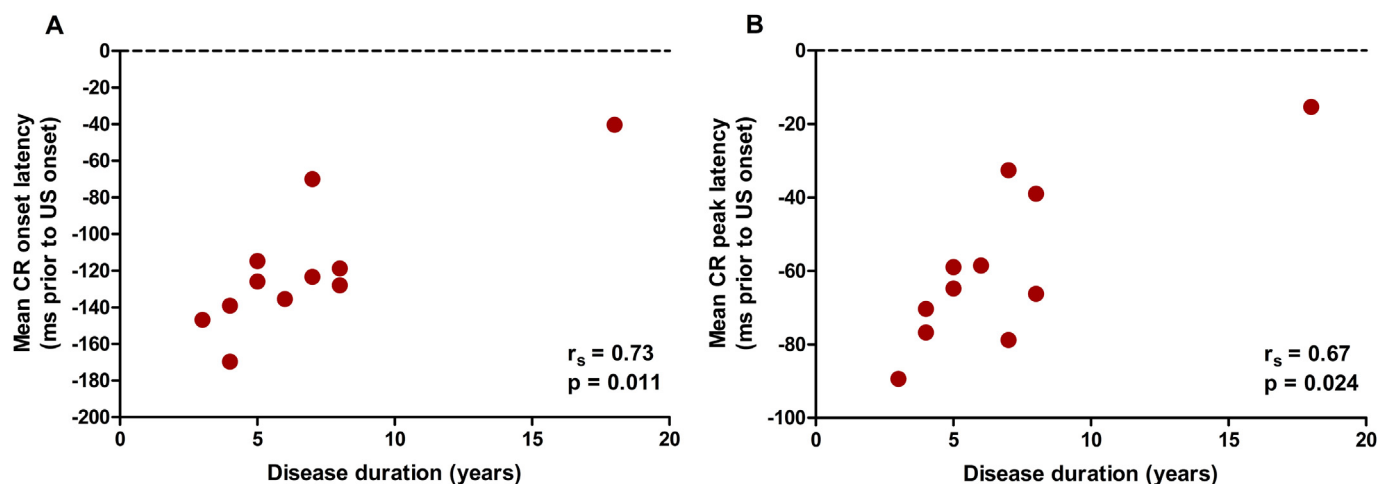 A
Mean CR onset latency
(ms prior to US onset)
0
-20
-40
-60
-80
-100
-120
-140
-160
-180
-200
r_s = 0.73
p = 0.011
0 5 10 15 20
Disease duration (years)
B
Mean CR peak latency
(ms prior to US onset)
0
-20
-40
-60
-80
-100
r_s = 0.67
p = 0.024
0 5 10 15 20
Disease duration (years)